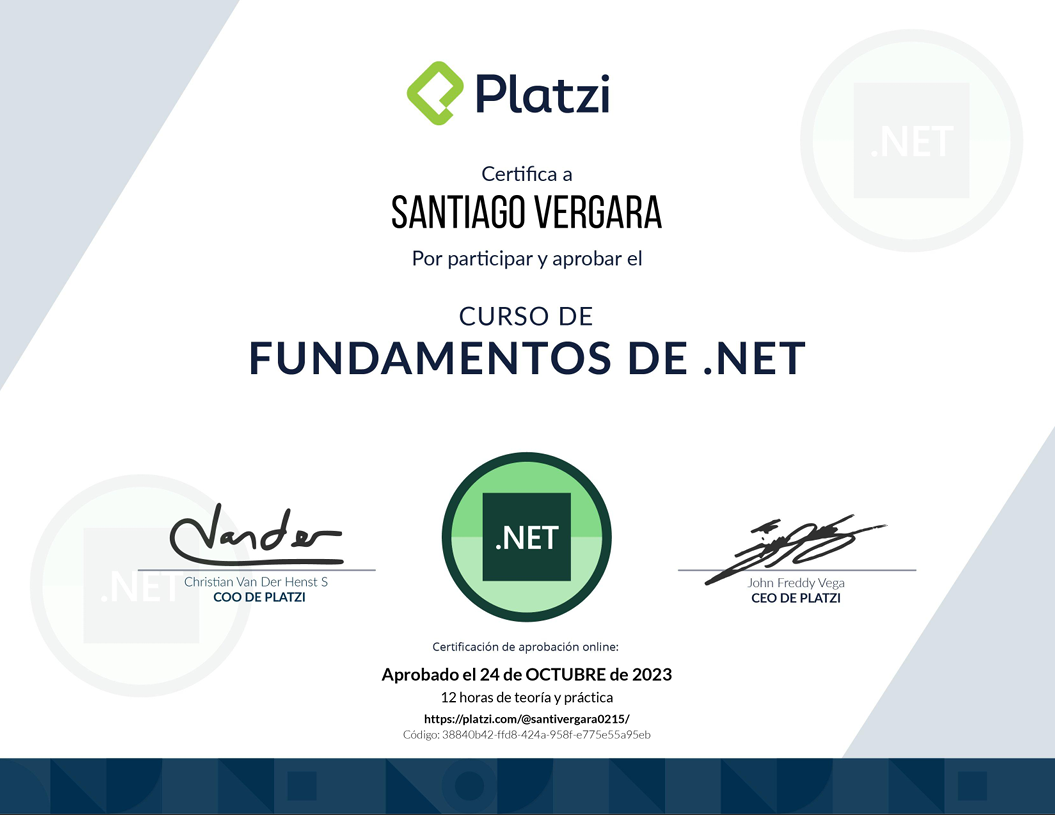 Platzi
.NET
Certifica a
SANTIAGO VERGARA
Por participar y aprobar el
CURSO DE
FUNDAMENTOS DE .NET
.NET
Vander
Christian Van Der Henst S
COO DE PLATZI
.NET
John Freddy Vega
CEO DE PLATZI
Certificación de aprobación online:
Aprobado el 24 de OCTUBRE de 2023
12 horas de teoría y práctica
https://platzi.com/@santivergara0215/
Código: 38840b42-ffd8-424a-958f-e775e55a95eb